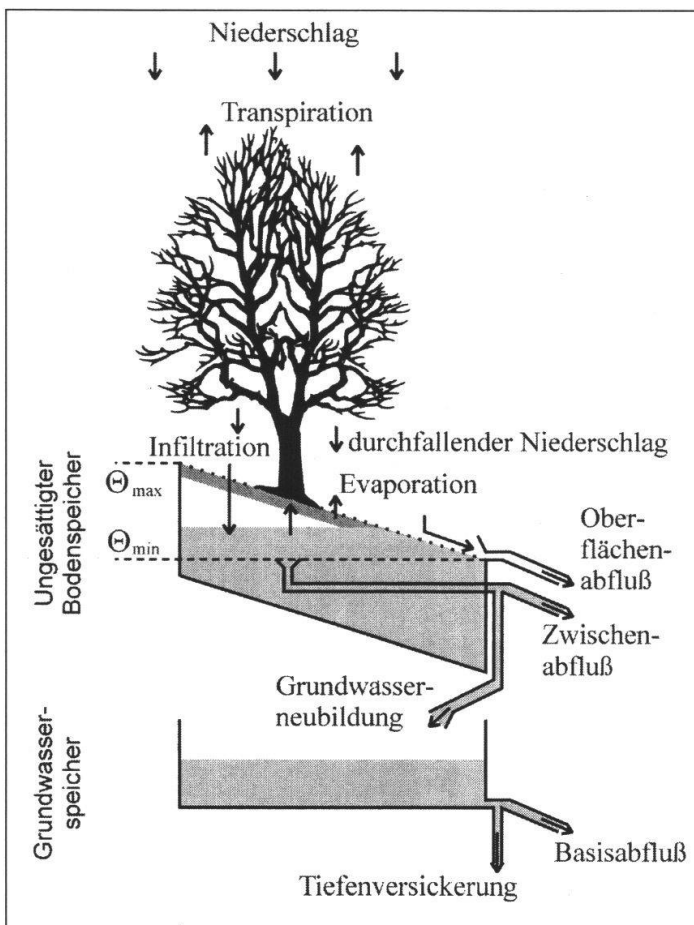 Niederschlag
Transpiration
Infiltration
durchfallender Niederschlag
Θmax
Evaporation
Θmin
Ober-
flächen-
abfluß
Ungesättigter
Bodenspeicher
Zwischen-
abfluß
Grundwasser-
neubildung
Grundwasser-
speicher
Basisabfluß
Tiefenversickerung